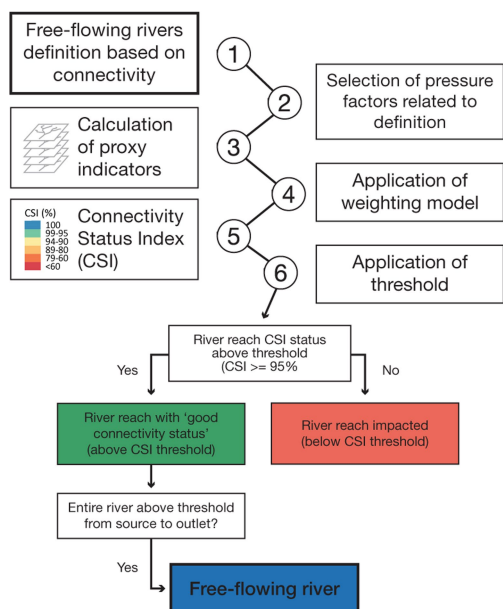 Free-flowing rivers
definition based on
connectivity
1
2
Selection of pressure
factors related to
definition
Calculation
of proxy
indicators
3
4
Application of
weighting model
CSI (%)
100
99-95
94-90
89-80
79-60
<60
Connectivity
Status Index
(CSI)
5
6
Application of
threshold
River reach CSI status
above threshold
(CSI >= 95%
Yes
No
River reach with ‘good
connectivity status’
(above CSI threshold)
River reach impacted
(below CSI threshold)
Entire river above threshold
from source to outlet?
Yes
Free-flowing river